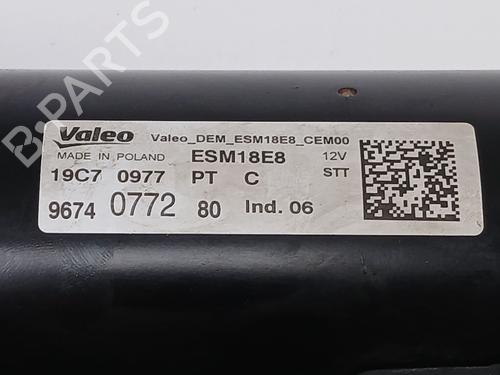 Valeo Valeo_DEM_ESM18E8_CEM00
MADE IN POLAND ESM18E8 12V
19C7 0977 PT C STT
9674 0772 80 Ind. 06
B-PARTS